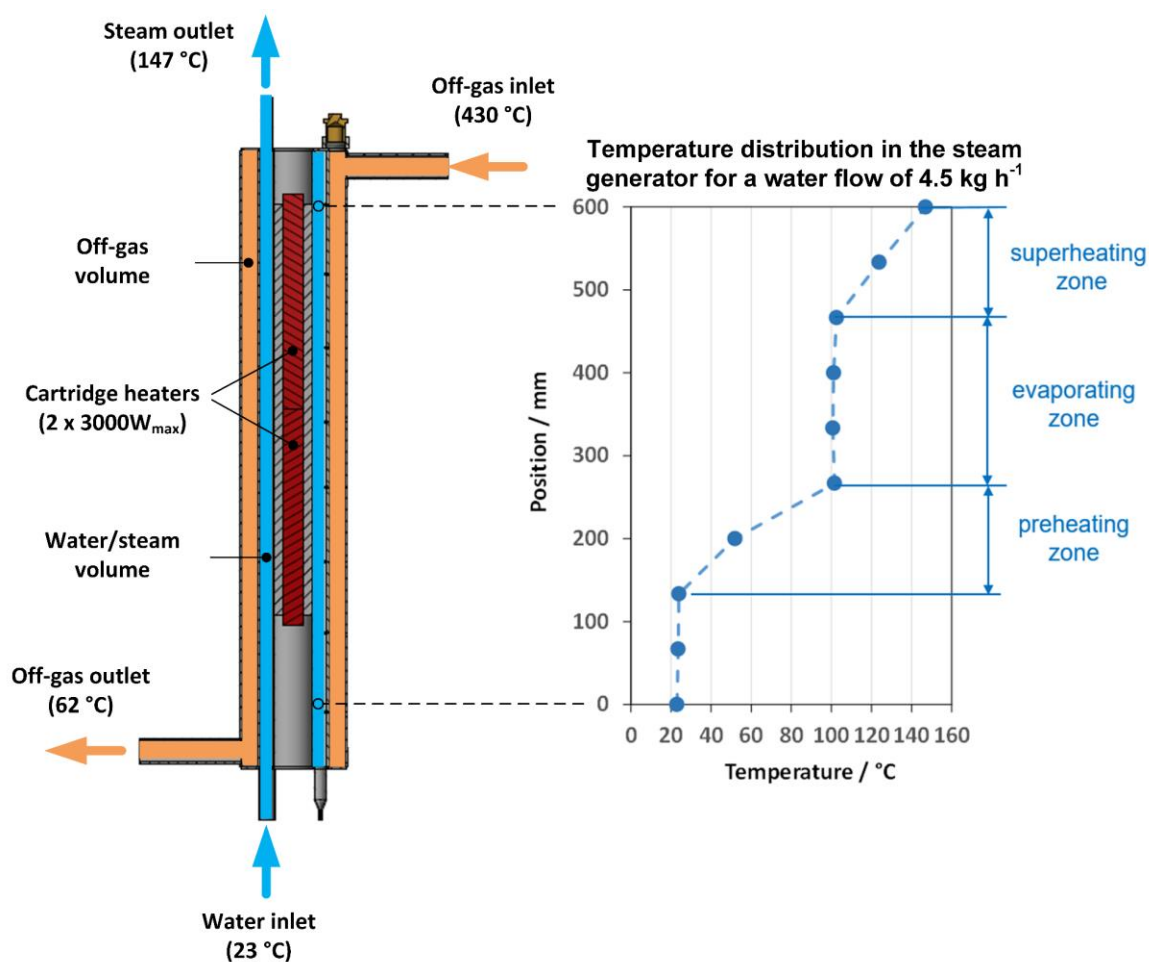 Steam outlet
(147 °C)
Off-gas inlet
(430 °C)
Off-gas
volume
Cartridge heaters
(2 x 3000Wmax)
Water/steam
volume
Off-gas outlet
(62 °C)
Water inlet
(23 °C)
Temperature distribution in the steam
generator for a water flow of 4.5 kg h⁻¹
600
500
400
300
200
100
0
Position / mm
0 20 40 60 80 100 120 140 160
Temperature / °C
superheating
zone
evaporating
zone
preheating
zone